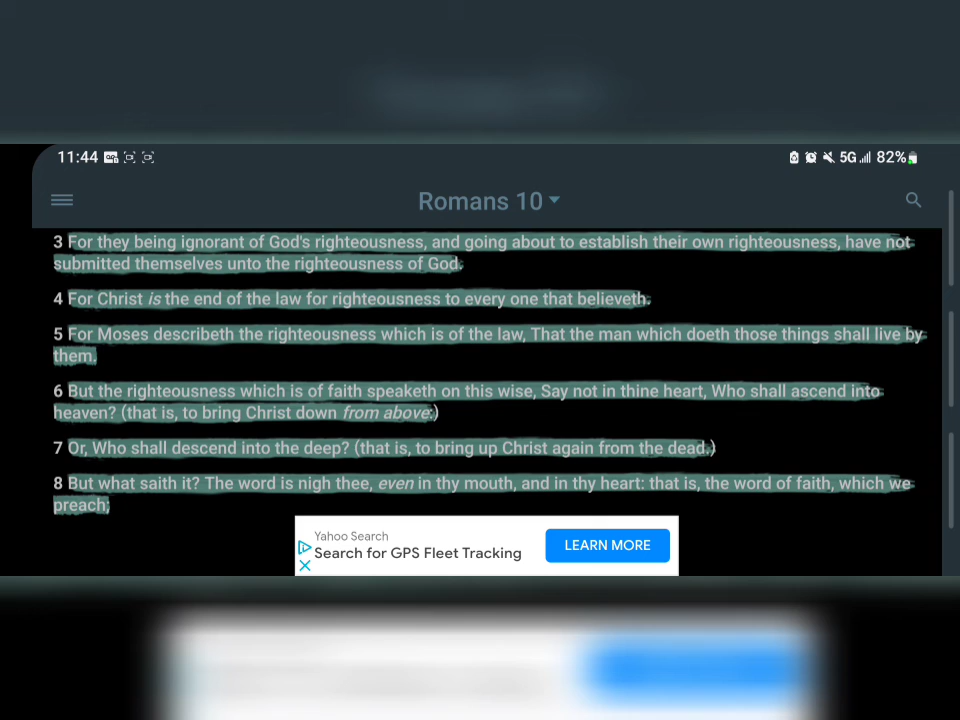 11:44
5G 82%
Romans 10
3 For they being ignorant of God's righteousness, and going about to establish their own righteousness, have not
submitted themselves unto the righteousness of God.
4 For Christ is the end of the law for righteousness to every one that believeth.
5 For Moses describeth the righteousness which is of the law, That the man which doeth those things shall live by
them.
6 But the righteousness which is of faith speaketh on this wise, Say not in thine heart, Who shall ascend into
heaven? (that is, to bring Christ down from above:)
7 Or, Who shall descend into the deep? (that is, to bring up Christ again from the dead.)
8 But what saith it? The word is nigh thee, even in thy mouth, and in thy heart: that is, the word of faith, which we
preach;
Yahoo Search
Search for GPS Fleet Tracking
LEARN MORE